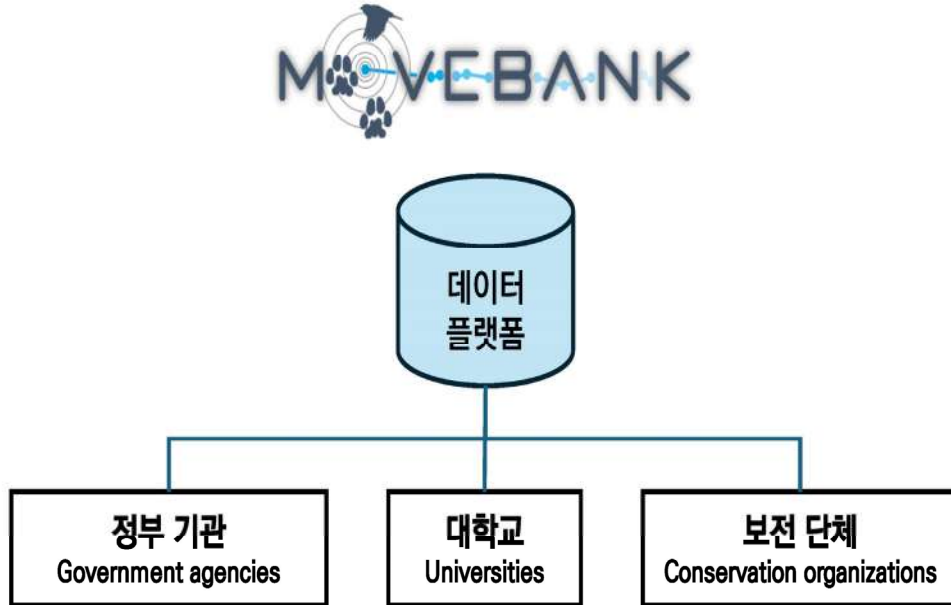 MOVEBANK
데이터
플랫폼
정부 기관
Government agencies
대학교
Universities
보전 단체
Conservation organizations